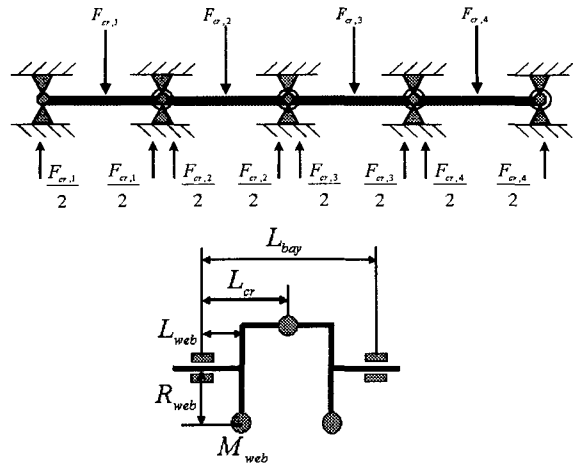 F_{cr,1} F_{cr,2} F_{cr,3} F_{cr,4}
F_{cr,1}/2 F_{cr,1}/2 F_{cr,2}/2 F_{cr,2}/2 F_{cr,3}/2 F_{cr,3}/2 F_{cr,4}/2 F_{cr,4}/2
L_{bay}
L_{cr}
L_{web}
R_{web}
M_{web}